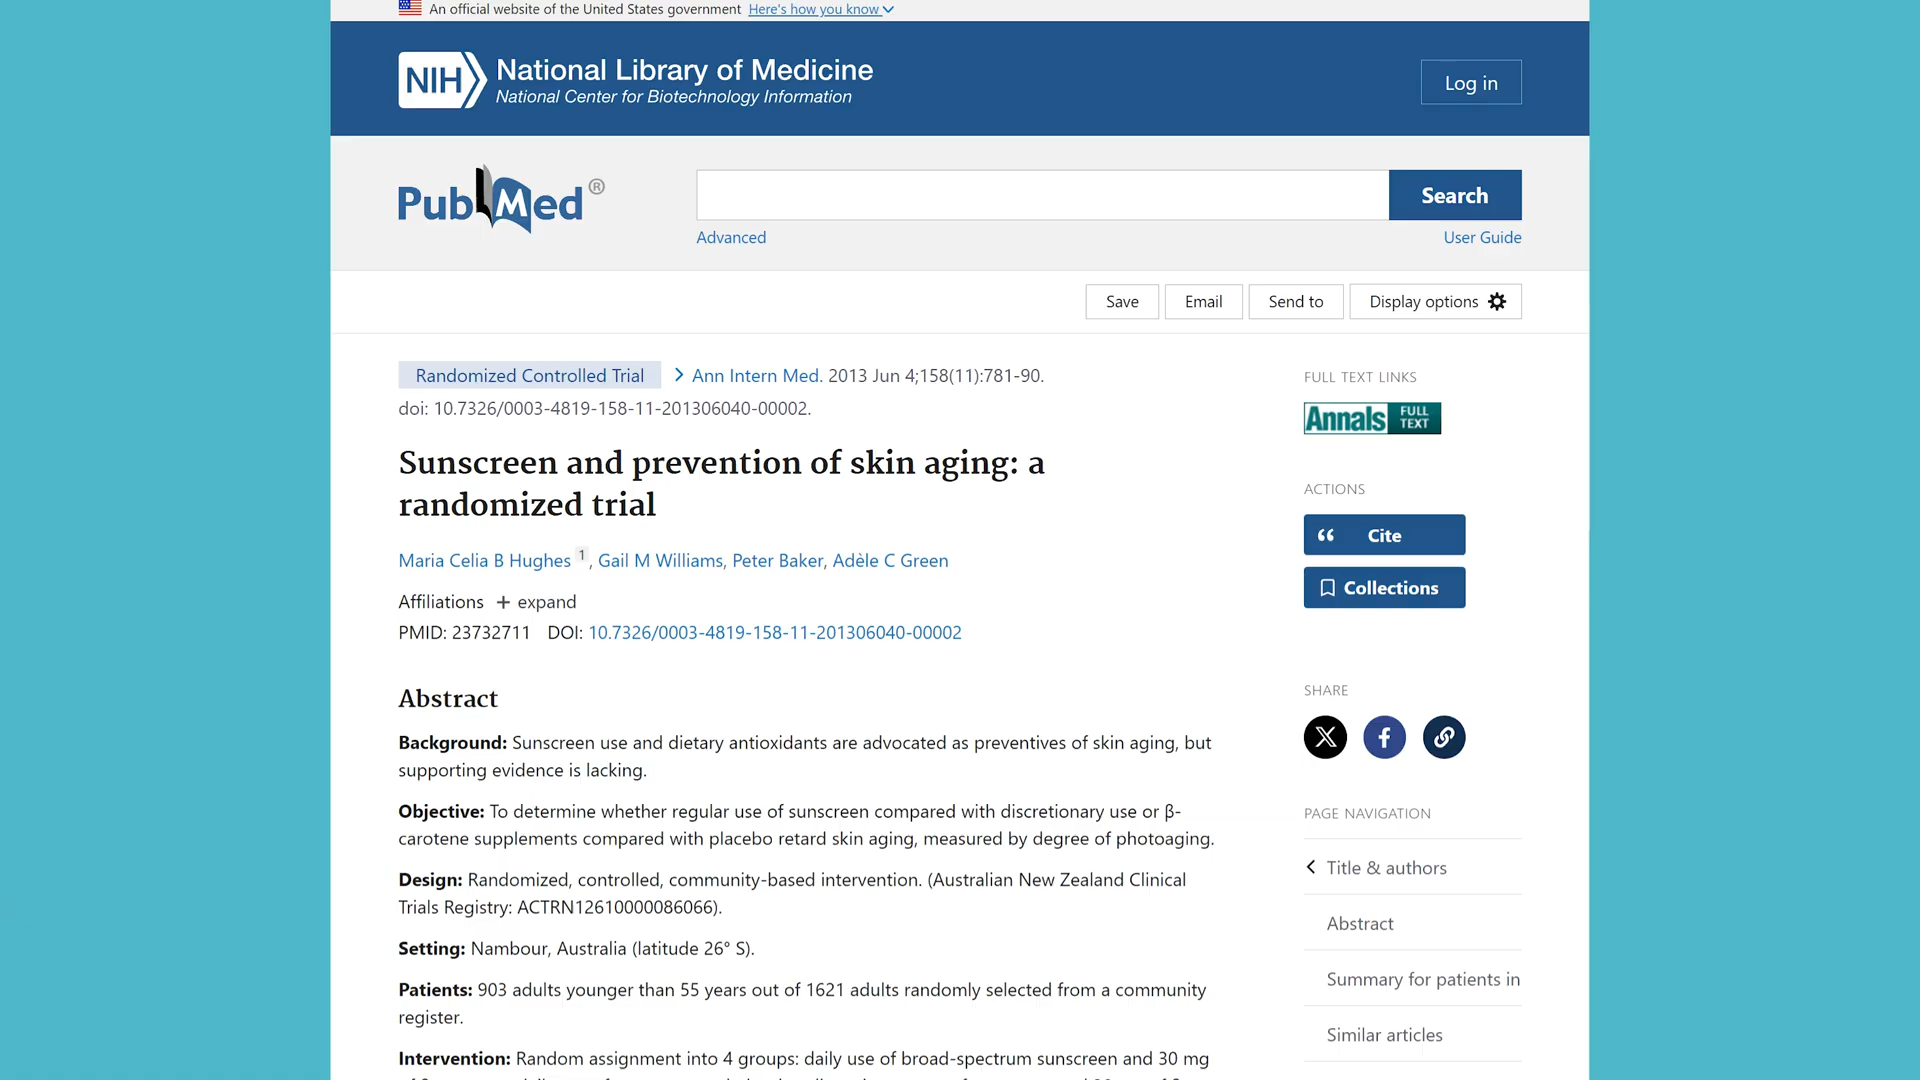 An official website of the United States government Here's how you know
NIH National Library of Medicine
National Center for Biotechnology Information
Log in
PubMed®
Search
Advanced
User Guide
Save
Email
Send to
Display options
Randomized Controlled Trial
Ann Intern Med. 2013 Jun 4;158(11):781-90.
doi: 10.7326/0003-4819-158-11-201306040-00002.
Sunscreen and prevention of skin aging: a
randomized trial
Maria Celia B Hughes 1, Gail M Williams, Peter Baker, Adèle C Green
Affiliations + expand
PMID: 23732711 DOI: 10.7326/0003-4819-158-11-201306040-00002
Abstract
Background: Sunscreen use and dietary antioxidants are advocated as preventives of skin aging, but
supporting evidence is lacking.
Objective: To determine whether regular use of sunscreen compared with discretionary use or β-
carotene supplements compared with placebo retard skin aging, measured by degree of photoaging.
Design: Randomized, controlled, community-based intervention. (Australian New Zealand Clinical
Trials Registry: ACTRN12610000086066).
Setting: Nambour, Australia (latitude 26° S).
Patients: 903 adults younger than 55 years out of 1621 adults randomly selected from a community
register.
Intervention: Random assignment into 4 groups: daily use of broad-spectrum sunscreen and 30 mg
FULL TEXT LINKS
Annals FULL
TEXT
ACTIONS
Cite
Collections
SHARE
PAGE NAVIGATION
Title & authors
Abstract
Summary for patients in
Similar articles